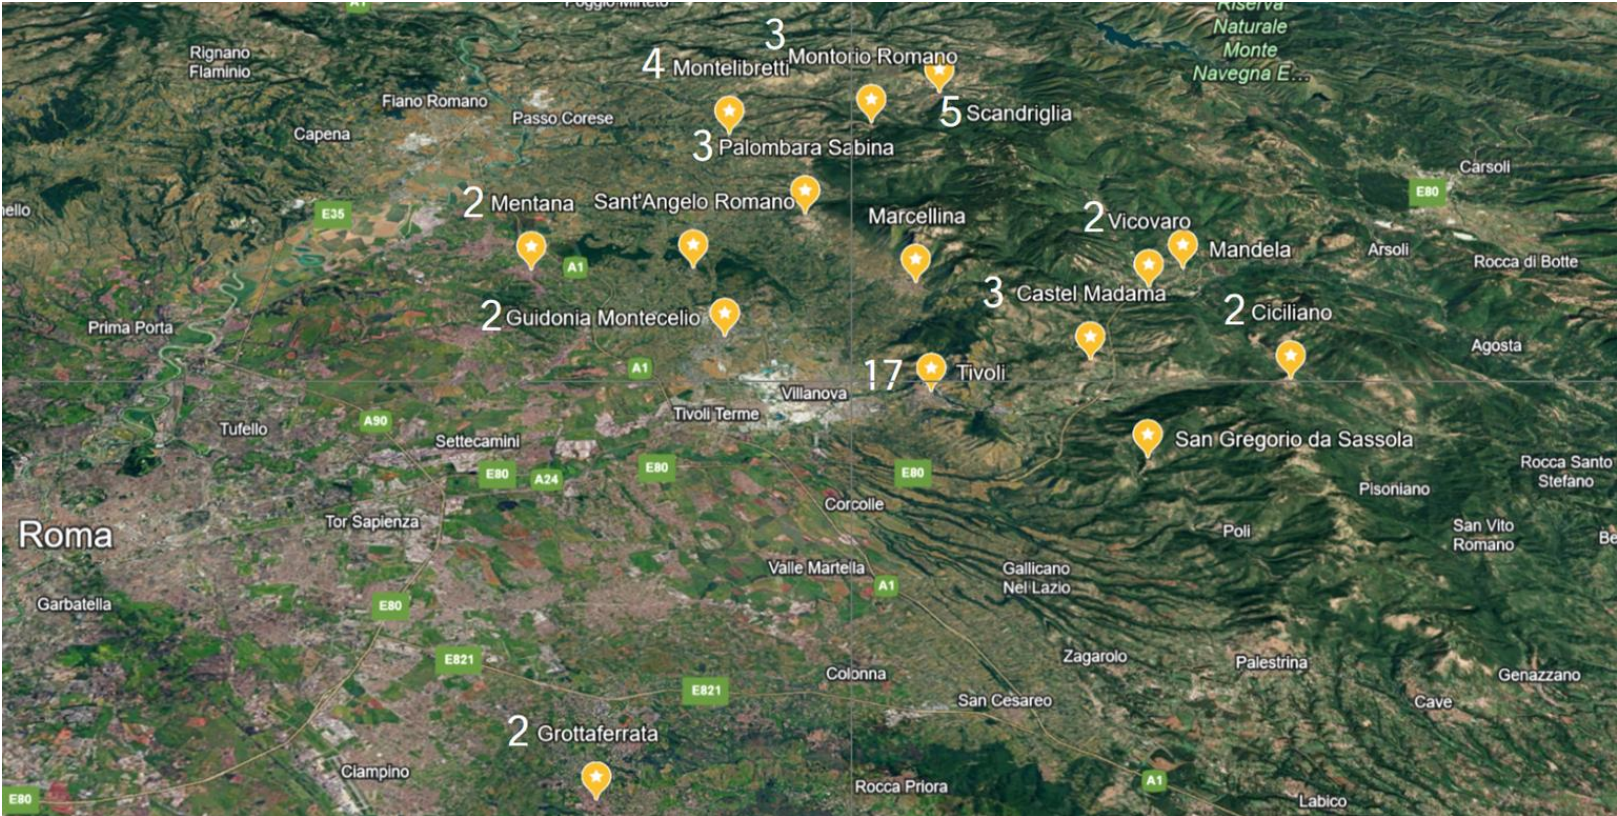 A1
Poggio Mirteto
Riserva
Naturale
Monte
Navegna E...
Rignano
Flaminio
3 Montorio Romano
4 Montelibretti
Fiano Romano
Passo Corese
5 Scandriglia
Capena
3 Palombara Sabina
Carsoli
E80
2 Mentana
Sant'Angelo Romano
Marcellina
2 Vicovaro
E35
Mandela
Arsoli
Rocca di Botte
A1
3 Castel Madama
2 Guidonia Montecelio
2 Ciciliano
Prima Porta
Agosta
A1
17 Tivoli
Villanova
Tivoli Terme
A90
Tufello
Settecamini
San Gregorio da Sassola
E80
A24
E80
E80
Rocca Santo
Stefano
Pisoniano
Corcolle
Tor Sapienza
Roma
Poli
San Vito
Romano
Be
Valle Martella
Gallicano
Nel Lazio
A1
Garbatella
E80
E821
Zagarolo
Palestrina
Colonna
Genazzano
E821
San Cesareo
Cave
2 Grottaferrata
Ciampino
Rocca Priora
A1
E80
Labico